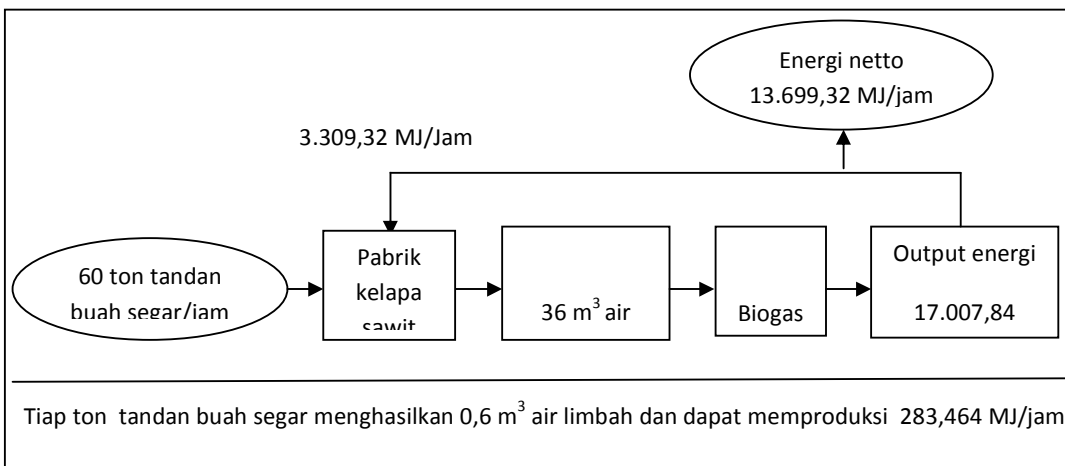 Energi netto
13.699,32 MJ/jam
3.309,32 MJ/Jam
60 ton tandan
buah segar/jam
Pabrik
kelapa
sawit
36 m³ air
Biogas
Output energi
17.007,84
Tiap ton tandan buah segar menghasilkan 0,6 m³ air limbah dan dapat memproduksi 283,464 MJ/jam